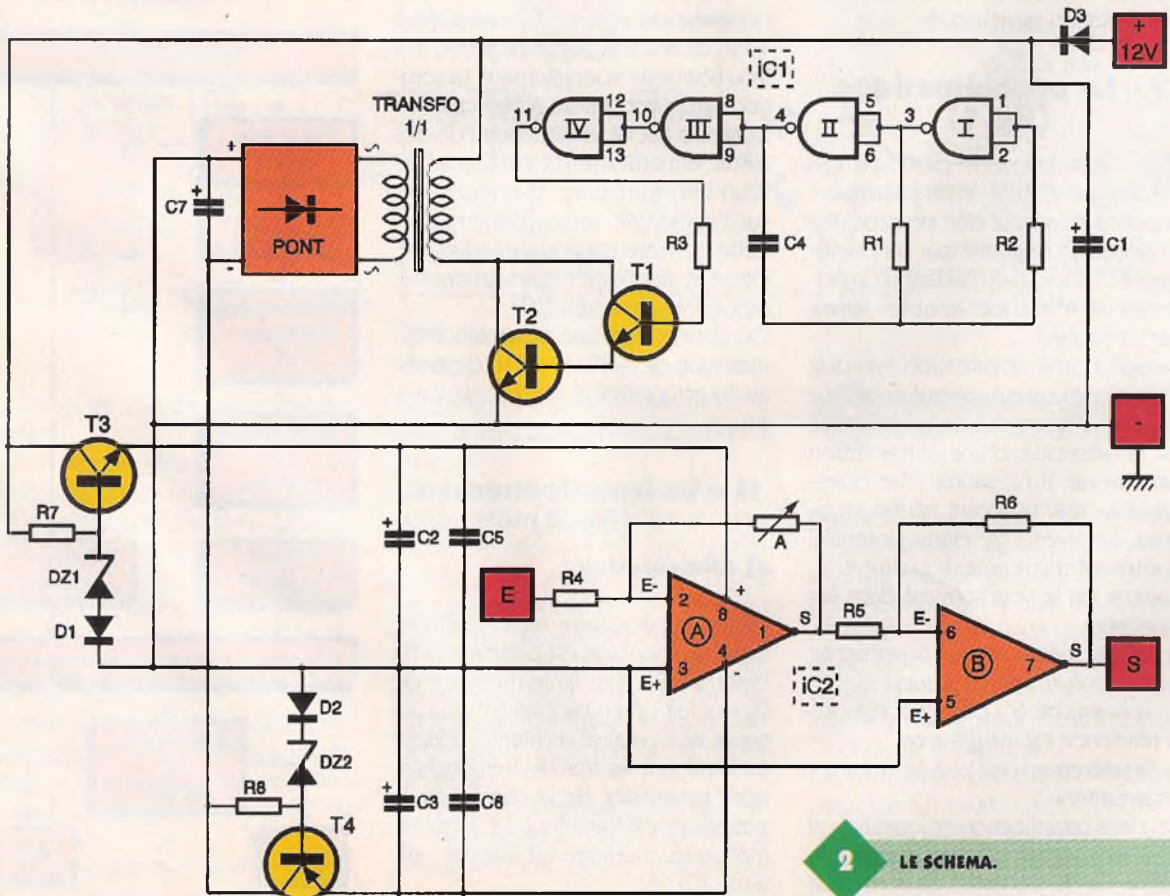 D3
+
12V
iC1
TRANSFO
1/1
11
IV
12
13
10
III
8
9
4
II
5
6
3
I
1
2
+
~
C7
+
PONT
-
~
R3
C4
R1
R2
+
C1
T1
T2
-
T3
R7
DZ1
D1
+
C2
C5
R6
A
E
R4
E-
2
A
8
+
1
S
R5
E-
6
B
7
S
S
3
E+
4
-
iC2
5
E+
D2
DZ2
R8
T4
+
C3
C6
2
LE SCHEMA.